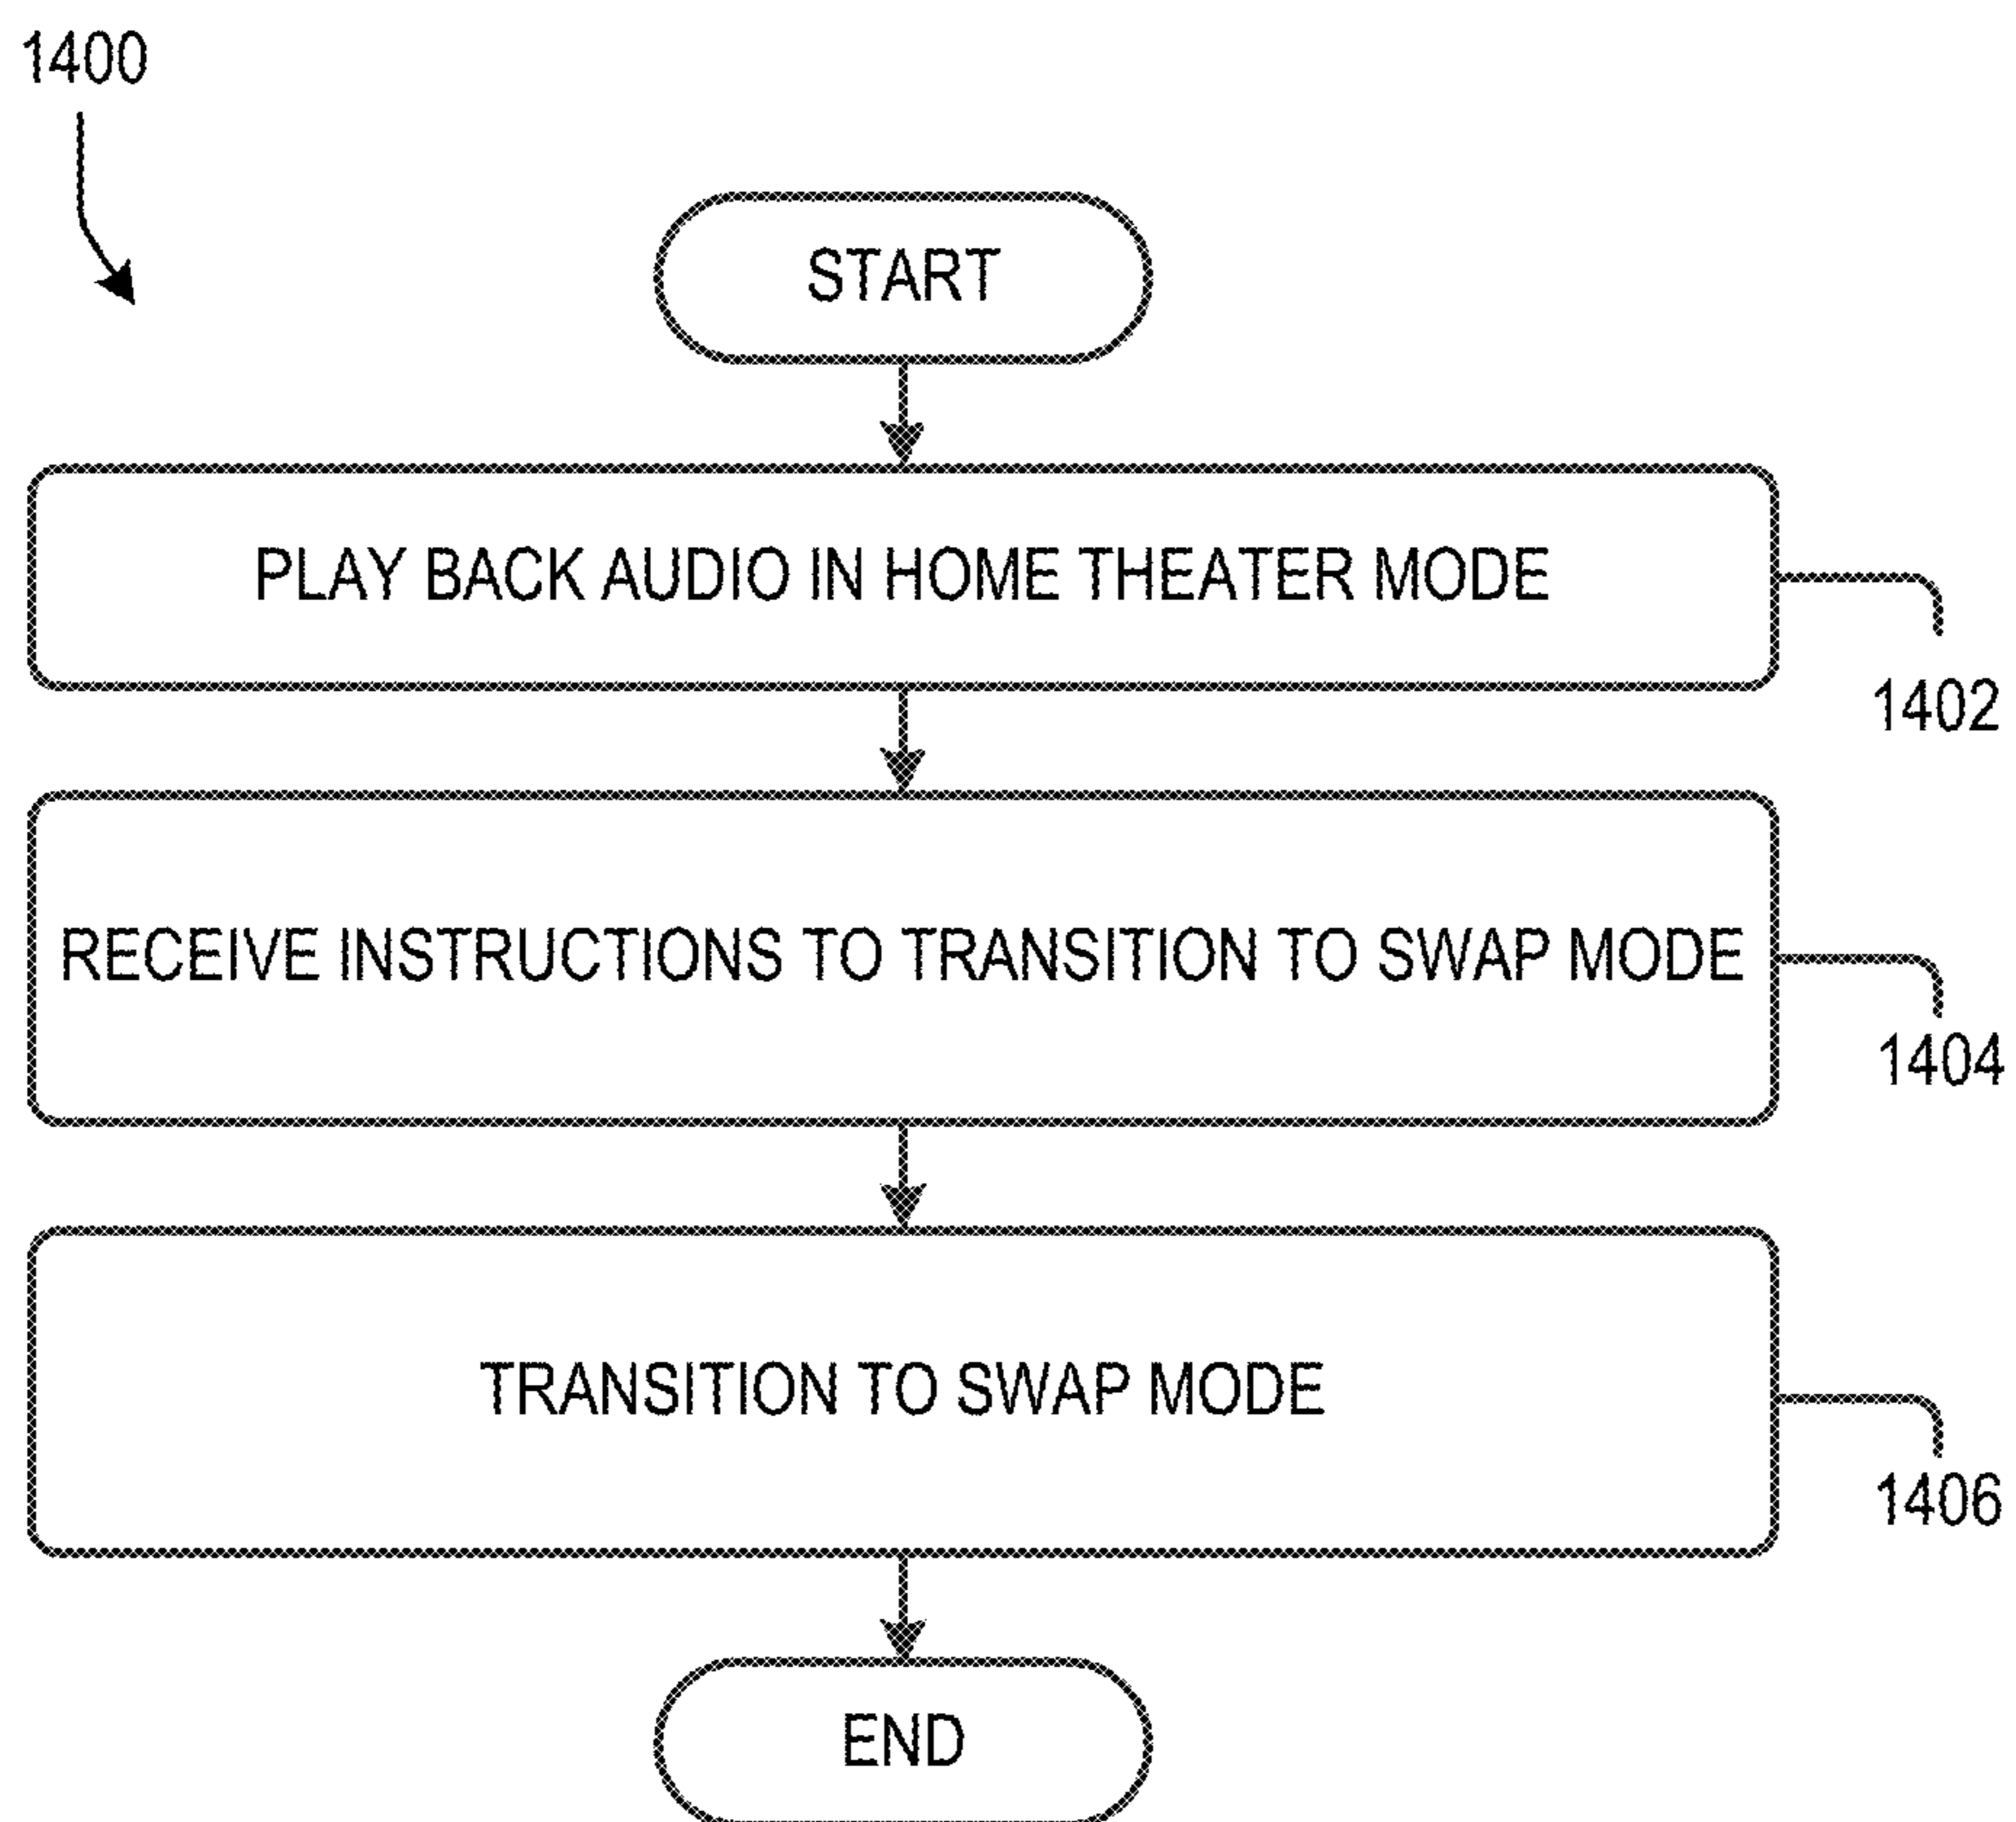 1400
START
PLAY BACK AUDIO IN HOME THEATER MODE
1402
RECEIVE INSTRUCTIONS TO TRANSITION TO SWAP MODE
1404
TRANSITION TO SWAP MODE
1406
END